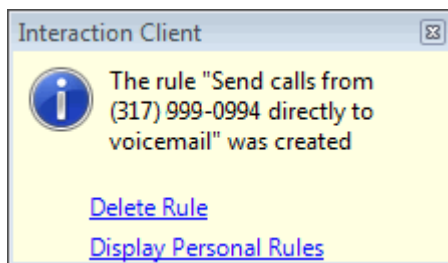 Interaction Client
The rule "Send calls from
(317) 999-0994 directly to
voicemail" was created
Delete Rule
Display Personal Rules